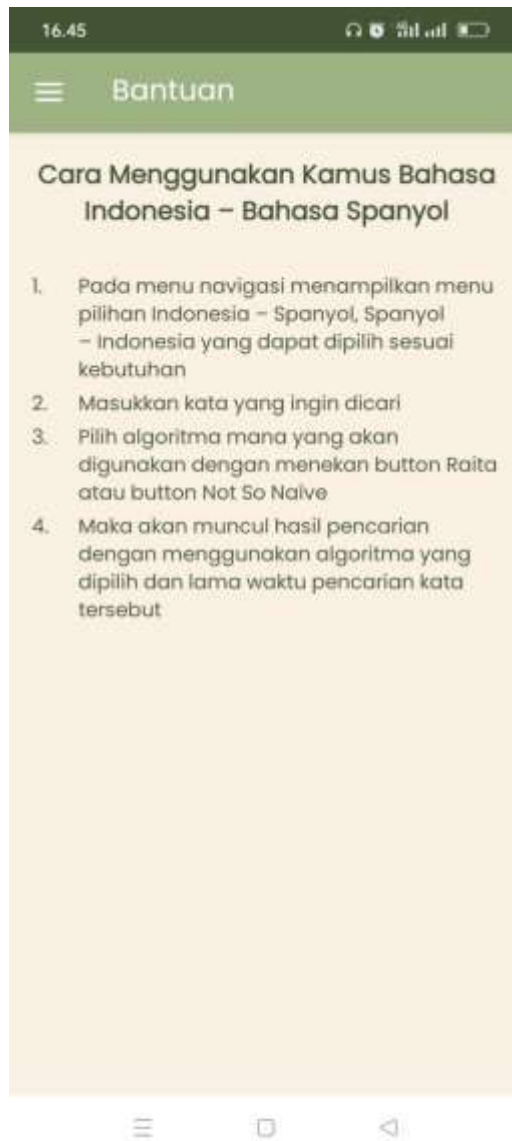 16.45
Bantuan
Cara Menggunakan Kamus Bahasa
Indonesia – Bahasa Spanyol
1. Pada menu navigasi menampilkan menu
pilihan Indonesia – Spanyol, Spanyol
– Indonesia yang dapat dipilih sesuai
kebutuhan
2. Masukkan kata yang ingin dicari
3. Pilih algoritma mana yang akan
digunakan dengan menekan button Raita
atau button Not So Naive
4. Maka akan muncul hasil pencarian
dengan menggunakan algoritma yang
dipilih dan lama waktu pencarian kata
tersebut